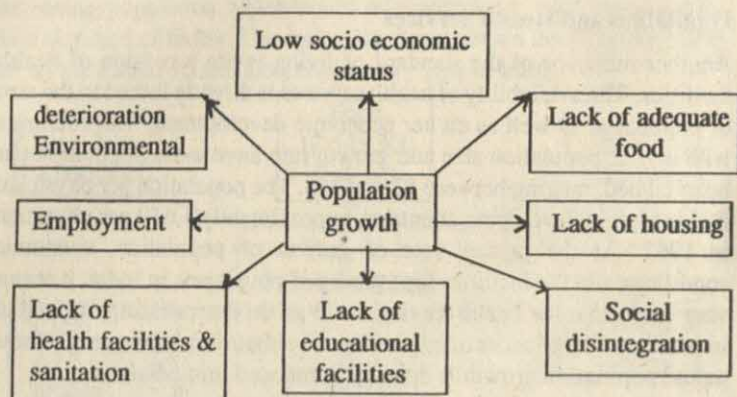 Low socio economic
status
deterioration
Environmental
Lack of adequate
food
Population
growth
Employment
Lack of housing
Lack of
health facilities &
sanitation
Lack of
educational
facilities
Social
disintegration